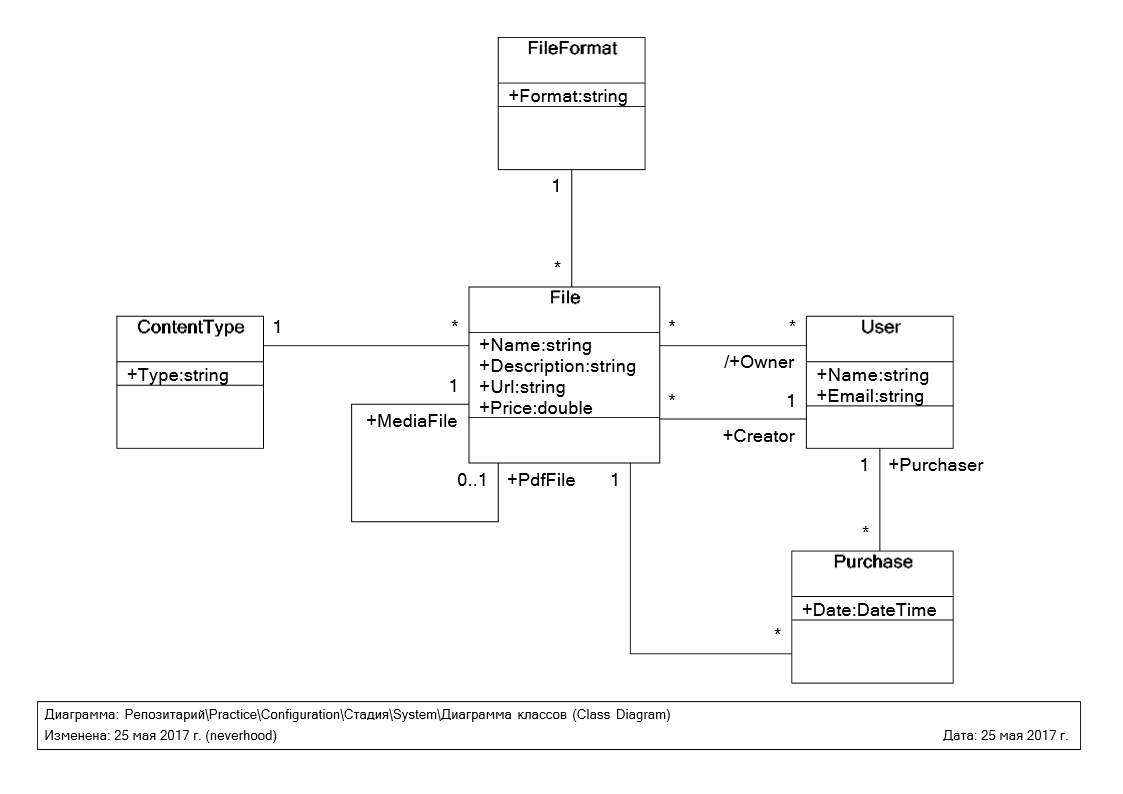 FileFormat
+Format:string
1
*
File
+Name:string
+Description:string
+Url:string
+Price:double
ContentType
+Type:string
1
*
*
*
/+Owner
User
+Name:string
+Email:string
1
+MediaFile
*
1
+Creator
0..1
+PdfFile
1
1
+Purchaser
*
Purchase
+Date:DateTime
*
Диаграмма: Репозитарий\Practice\Configuration\Стадия\System\Диаграмма классов (Class Diagram)
Изменена: 25 мая 2017 г. (neverhood)
Дата: 25 мая 2017 г.